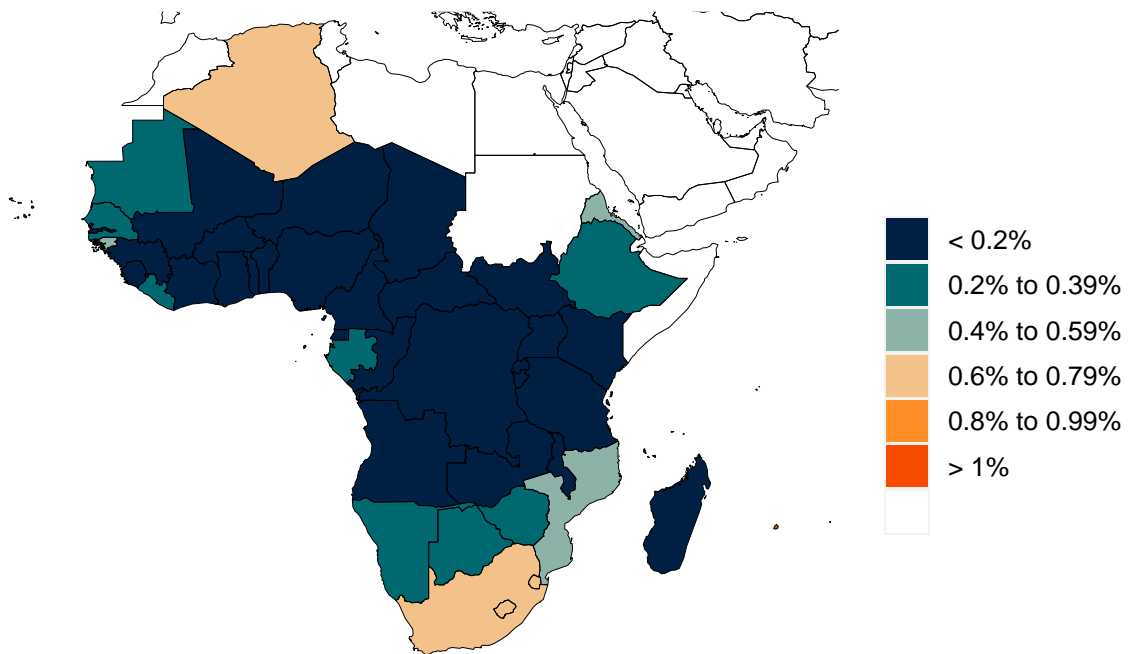 < 0.2%
0.2% to 0.39%
0.4% to 0.59%
0.6% to 0.79%
0.8% to 0.99%
> 1%